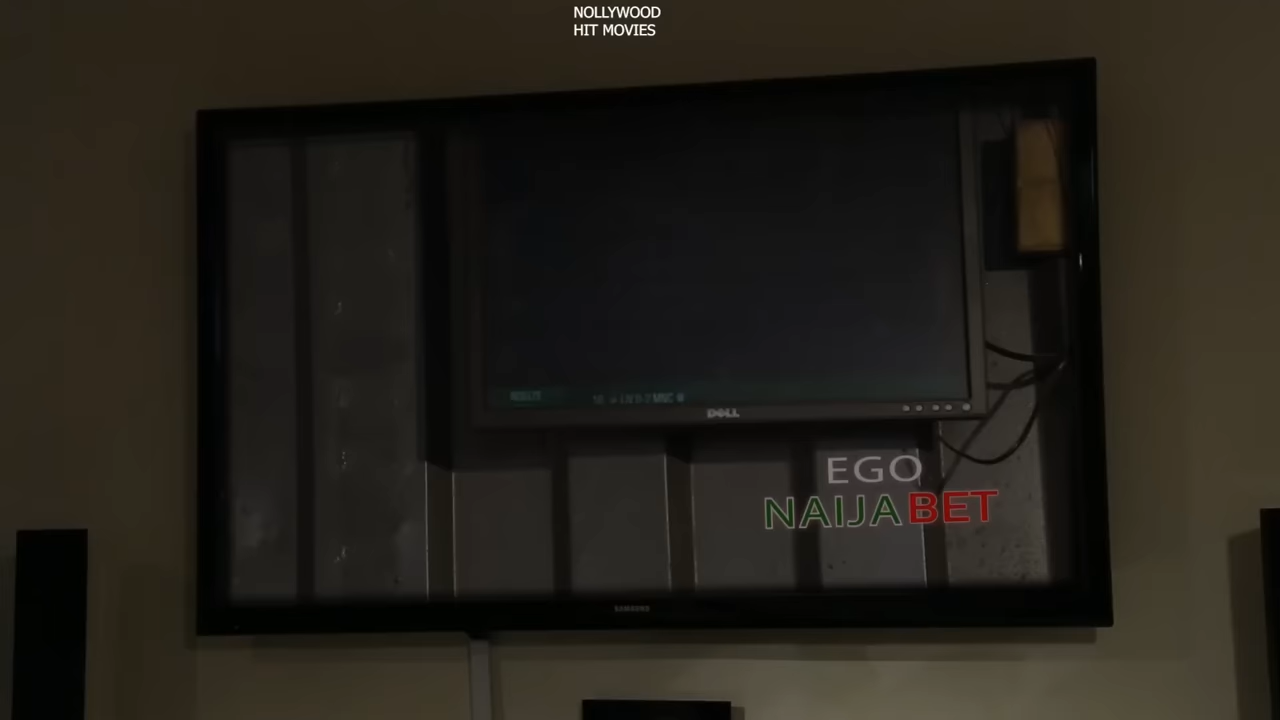 NOLLYWOOD
HIT MOVIES
DELL
EGO
NAIJABET
SAMSUNG